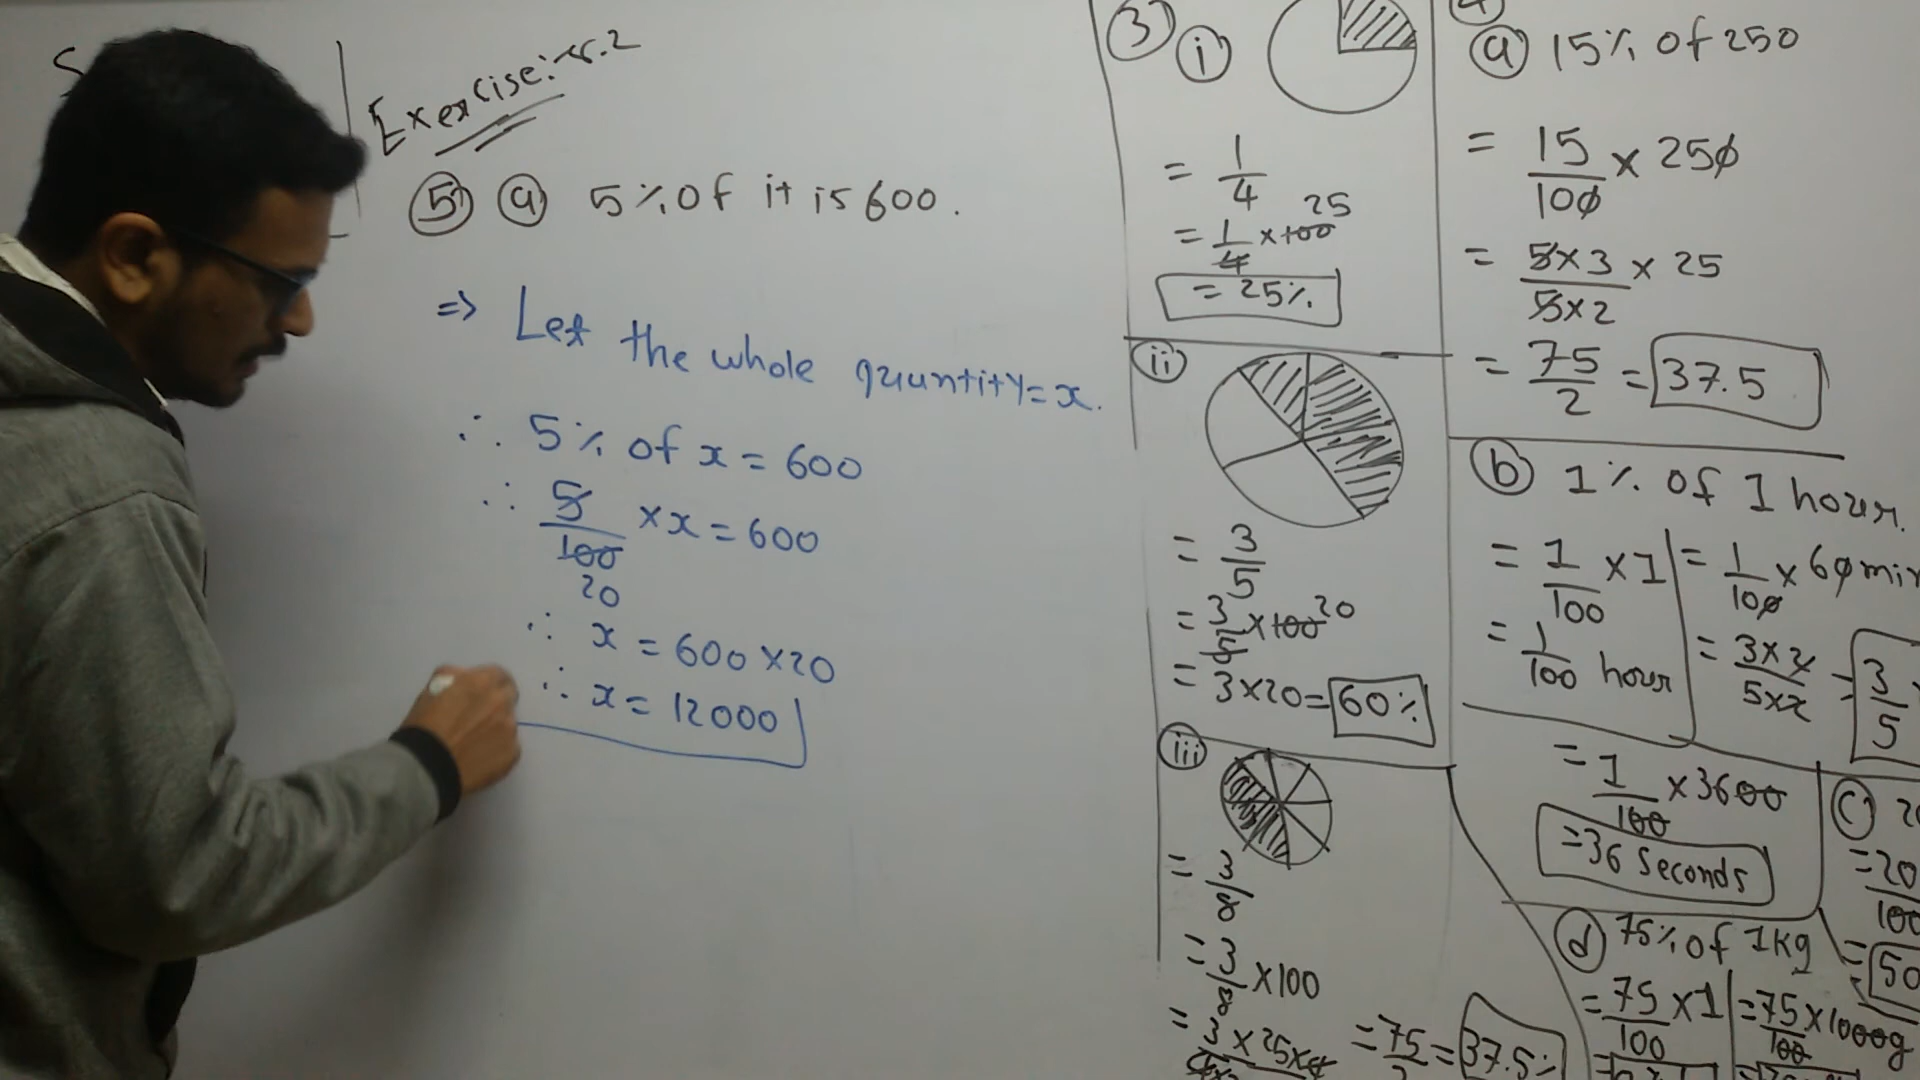 Exercise:-8.2
5 a 5% of it is 600.
⇒ Let the whole quantity = x.
∴ 5% of x = 600
∴ 5/100 × x = 600
20
∴ x = 600 × 20
∴ x = 12000
3 i
= 1/4
= 1/4 × 100 25
= 25%
ii
= 3/5
= 3/5 × 100 20
= 3 × 20 = 60%
iii
= 3/8
= 3/8 × 100
= 75/2 = 37.5%
4
a 15% of 250
= 15/100 × 250
= 5×3/5×2 × 25
= 75/2 = 37.5
b 1% of 1 hour.
= 1/100 × 1
= 1/100 hour
= 1/100 × 60 min
= 3×2/5×2 = 3/5
= 1/100 × 3600
= 36 Seconds
c 20
= 20/100
= 50
d 75% of 1kg
= 75/100 × 1
= 75/100 × 1000g